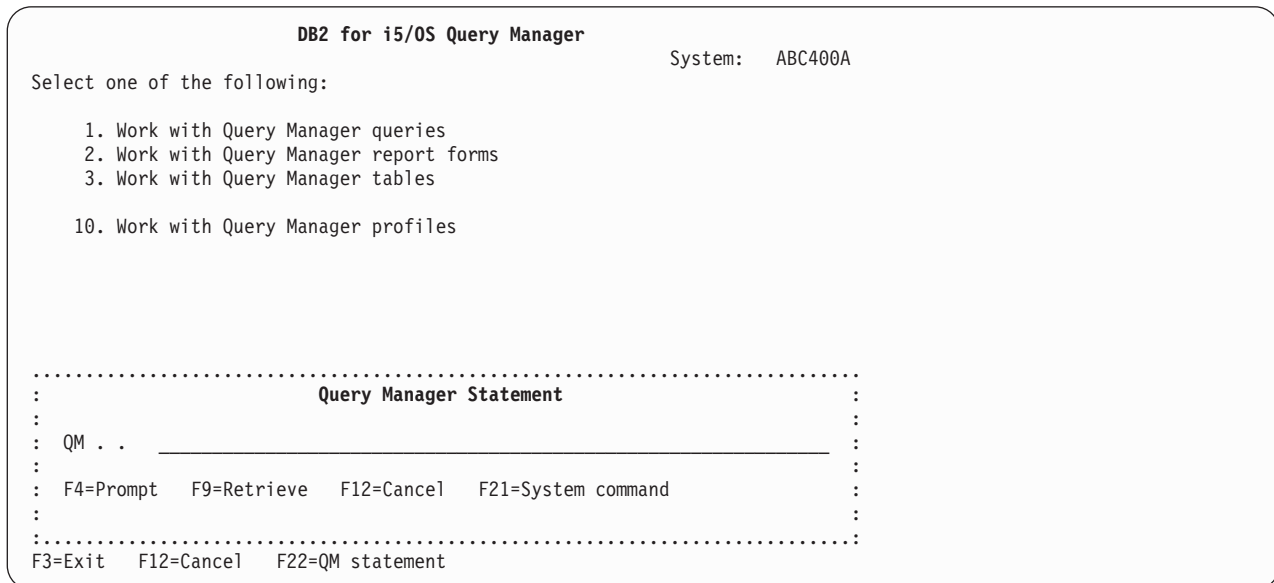 DB2 for i5/OS Query Manager
System: ABC400A
Select one of the following:
1. Work with Query Manager queries
2. Work with Query Manager report forms
3. Work with Query Manager tables
10. Work with Query Manager profiles
..............................................................................
: Query Manager Statement :
: :
: QM . . _______________________________________________________________ :
: :
: F4=Prompt F9=Retrieve F12=Cancel F21=System command :
: :
:............................................................................:
F3=Exit F12=Cancel F22=QM statement